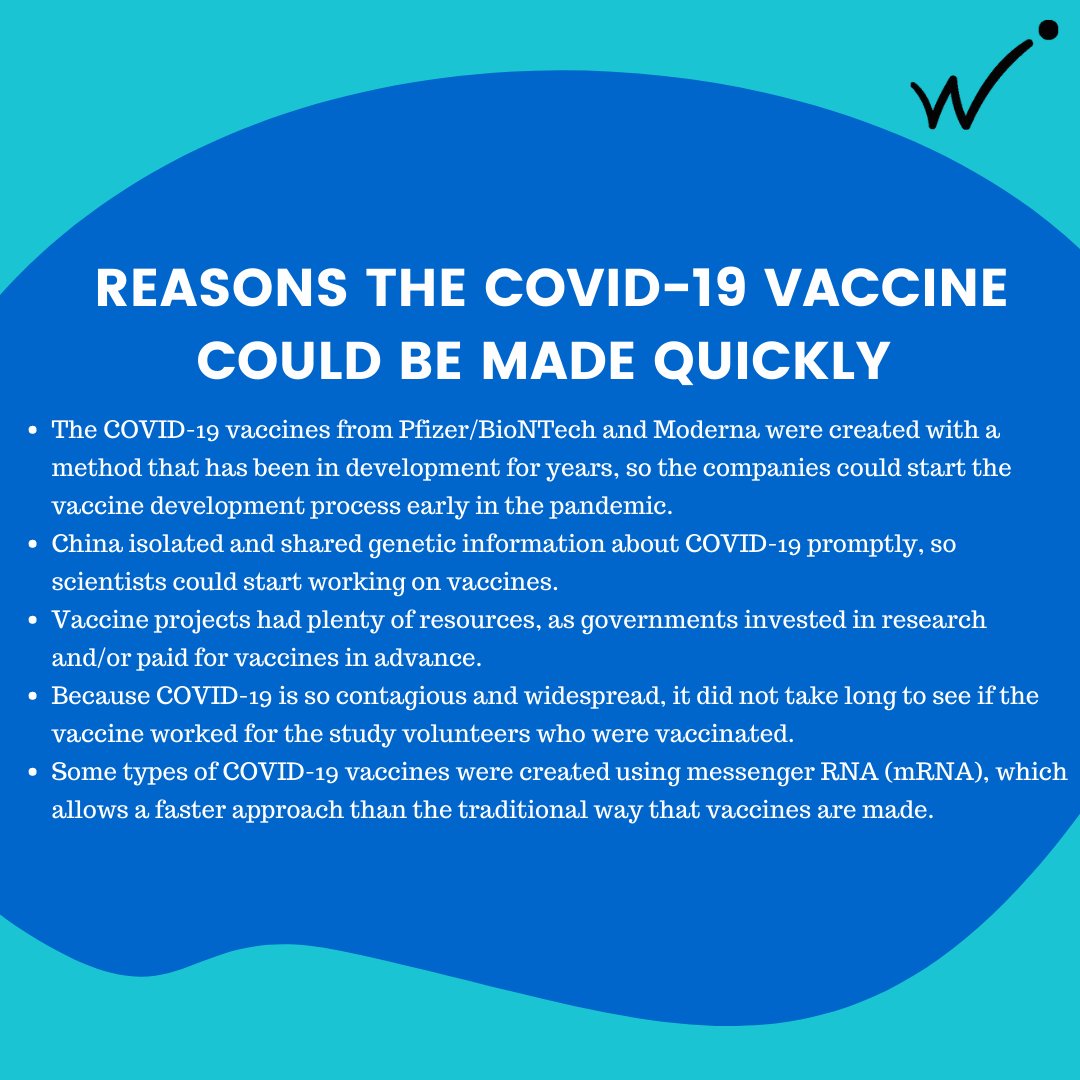 REASONS THE COVID-19 VACCINE
COULD BE MADE QUICKLY
• The COVID-19 vaccines from Pfizer/BioNTech and Moderna were created with a
method that has been in development for years, so the companies could start the
vaccine development process early in the pandemic.
• China isolated and shared genetic information about COVID-19 promptly, so
scientists could start working on vaccines.
• Vaccine projects had plenty of resources, as governments invested in research
and/or paid for vaccines in advance.
• Because COVID-19 is so contagious and widespread, it did not take long to see if the
vaccine worked for the study volunteers who were vaccinated.
• Some types of COVID-19 vaccines were created using messenger RNA (mRNA), which
allows a faster approach than the traditional way that vaccines are made.